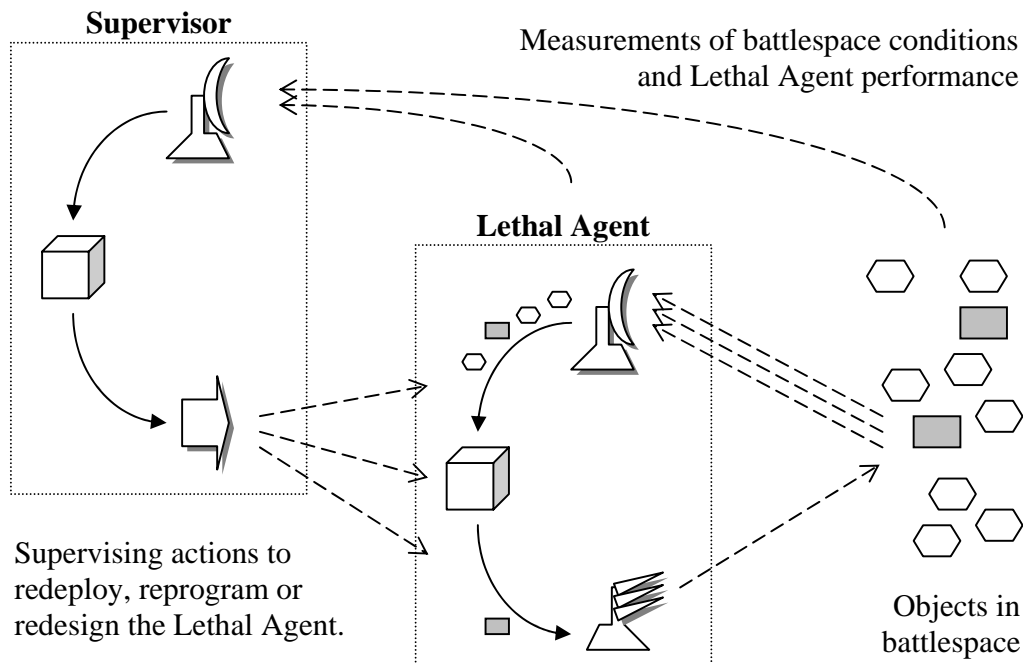 Supervisor
Measurements of battlespace conditions
and Lethal Agent performance
Lethal Agent
Supervising actions to
redeploy, reprogram or
redesign the Lethal Agent.
Objects in
battlespace